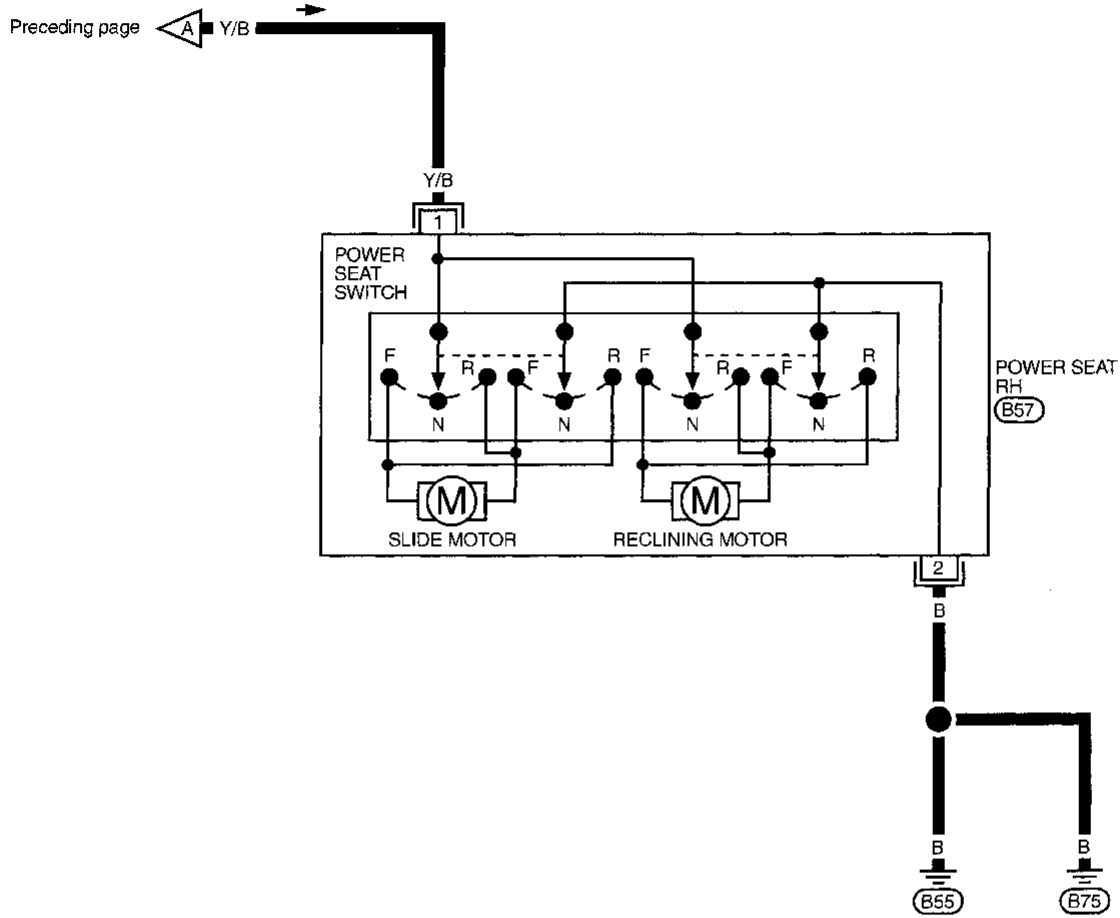 Preceding page A Y/B
Y/B
1
POWER
SEAT
SWITCH
F R F R F R F R
N N N N
POWER SEAT
RH
B57
M M
SLIDE MOTOR RECLINING MOTOR
2
B
B B
B55 B75